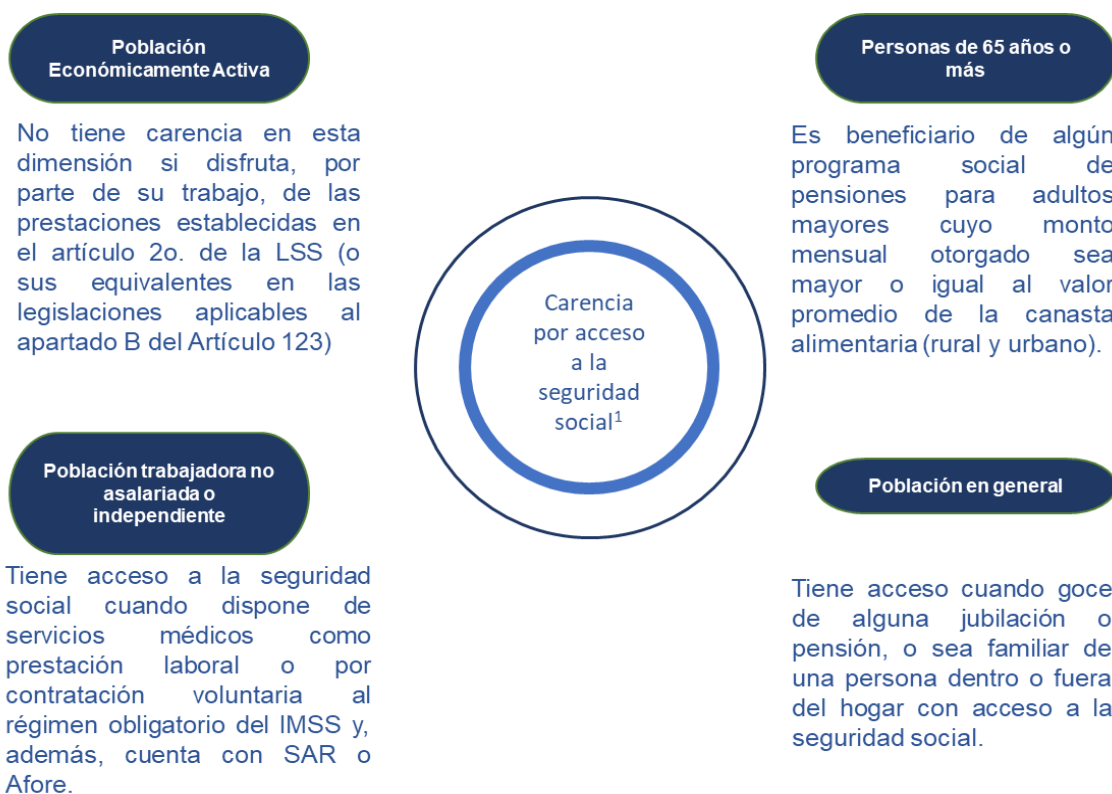 Población
Económicamente Activa
No tiene carencia en esta
dimensión si disfruta, por
parte de su trabajo, de las
prestaciones establecidas en
el artículo 2o. de la LSS (o
sus equivalentes en las
legislaciones aplicables al
apartado B del Artículo 123)
Población trabajadora no
asalariada o
independiente
Tiene acceso a la seguridad
social cuando dispone de
servicios médicos como
prestación laboral o por
contratación voluntaria al
régimen obligatorio del IMSS y,
además, cuenta con SAR o
Afore.
Carencia
por acceso
a la
seguridad
social¹
Personas de 65 años o
más
Es beneficiario de algún
programa social de
pensiones para adultos
mayores cuyo monto
mensual otorgado sea
mayor o igual al valor
promedio de la canasta
alimentaria (rural y urbano).
Población en general
Tiene acceso cuando goce
de alguna jubilación o
pensión, o sea familiar de
una persona dentro o fuera
del hogar con acceso a la
seguridad social.